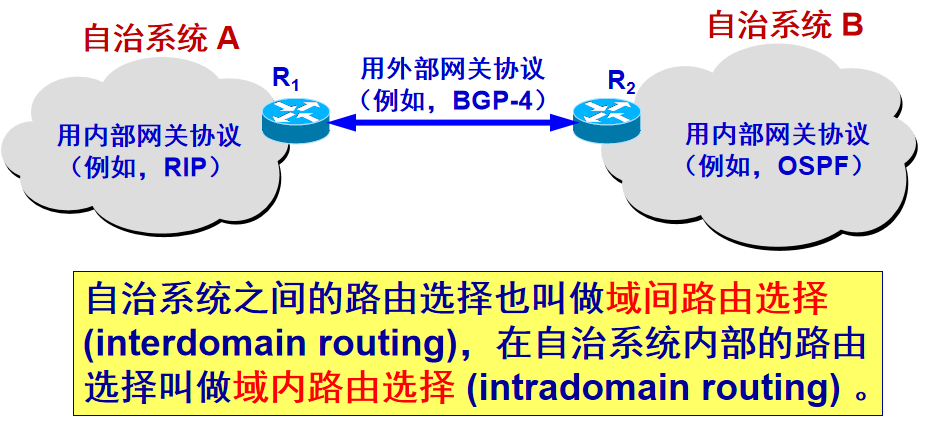 自治系统 A
自治系统 B
R1
用外部网关协议
（例如，BGP-4）
R2
用内部网关协议
（例如，RIP）
用内部网关协议
（例如，OSPF）
自治系统之间的路由选择也叫做域间路由选择
(interdomain routing)，在自治系统内部的路由
选择叫做域内路由选择 (intradomain routing) 。